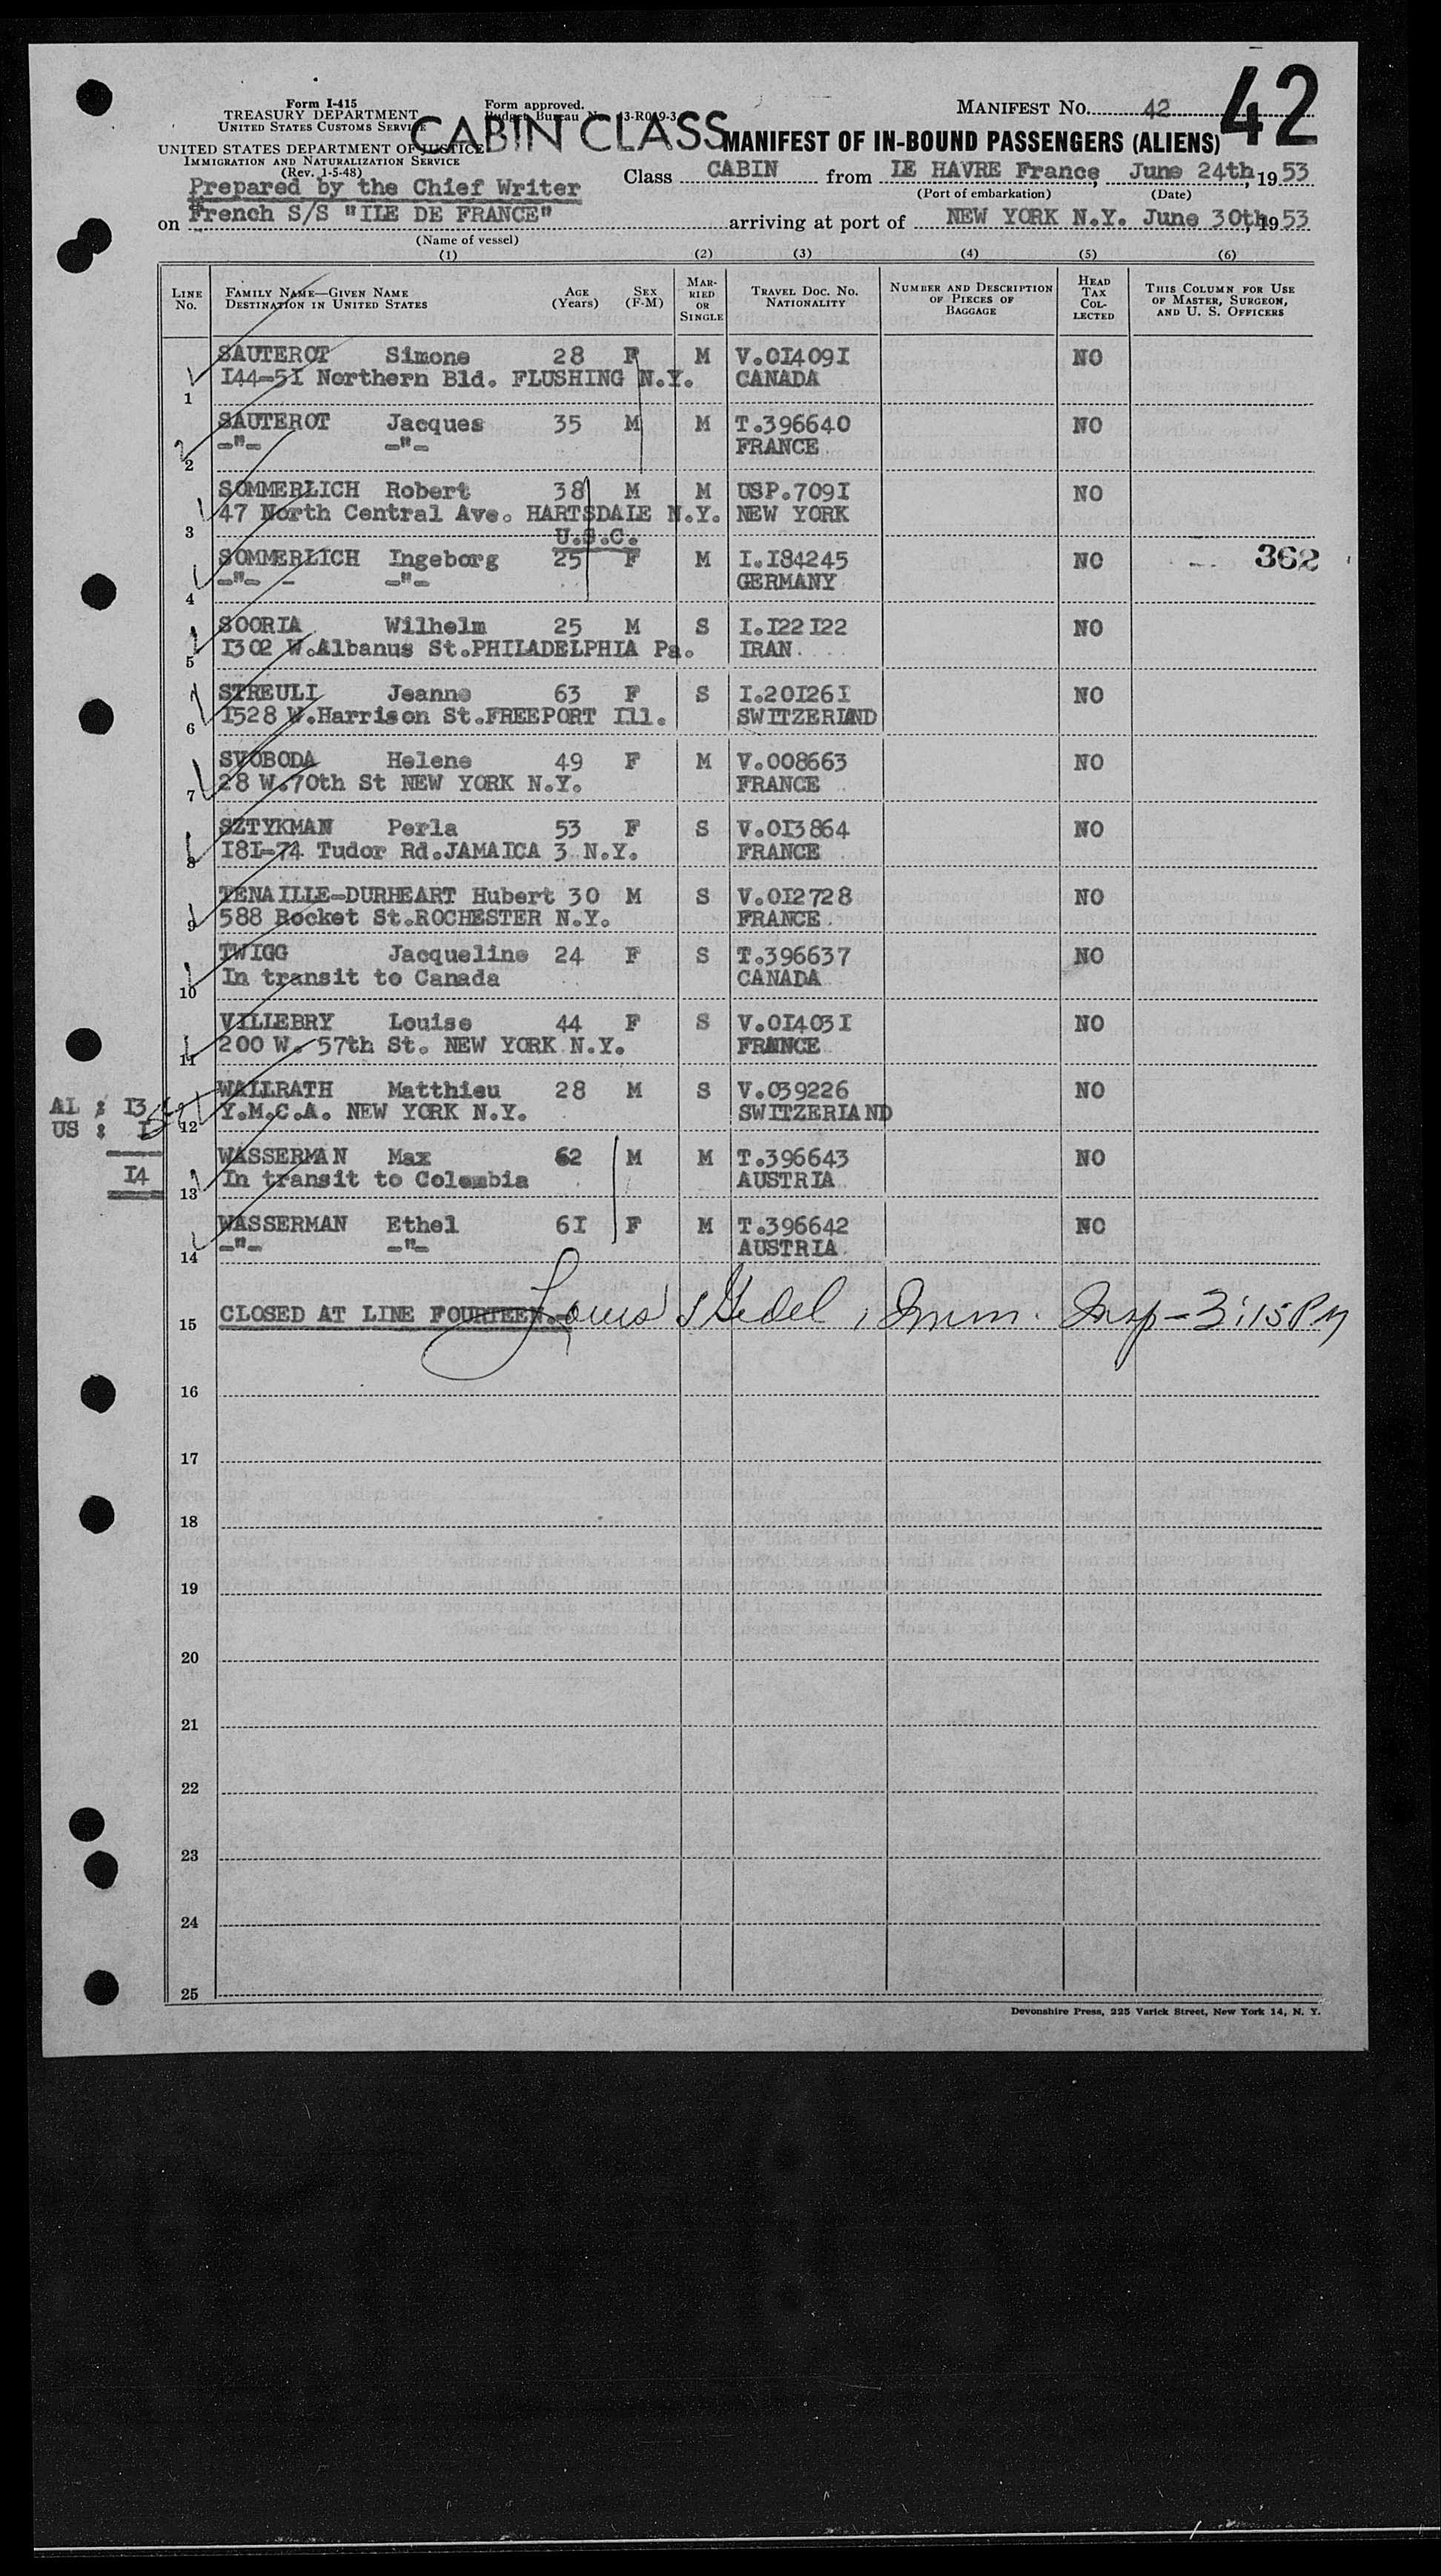 42
Form I-415
TREASURY DEPARTMENT
UNITED STATES CUSTOMS SERVICE
Form approved.
Budget Bureau No. 43-R019-3
CABIN CLASS
MANIFEST No. 42
UNITED STATES DEPARTMENT OF JUSTICE
IMMIGRATION AND NATURALIZATION SERVICE
(Rev. 1-5-48)
MANIFEST OF IN-BOUND PASSENGERS (ALIENS)
Prepared by the Chief Writer
Class CABIN from LE HAVRE France, June 24th, 1953
(Port of embarkation) (Date)
on French S/S "ILE DE FRANCE" arriving at port of NEW YORK N.Y. June 30th, 1953
(Name of vessel)
(1) (2) (3) (4) (5) (6)
LINE No. FAMILY NAME—GIVEN NAME DESTINATION IN UNITED STATES AGE (Years) SEX (F-M) MARRIED OR SINGLE TRAVEL DOC. NO. NATIONALITY NUMBER AND DESCRIPTION OF PIECES OF BAGGAGE HEAD TAX COLLECTED THIS COLUMN FOR USE OF MASTER, SURGEON, AND U. S. OFFICERS
SAUTEROT Simone 28 F M V.014091 NO
1 144-51 Northern Bld. FLUSHING N.Y. CANADA
SAUTEROT Jacques 35 M M T.396640 NO
2 -"- -"- FRANCE
SOMMERLICH Robert 38 M M USP.7091 NO
3 47 North Central Ave. HARTSDALE N.Y. NEW YORK
U.S.C.
SOMMERLICH Ingeborg 25 F M I.184245 NO 362
4 -"- - -"- GERMANY
SOORIA Wilhelm 25 M S I.122122 NO
5 1302 W.Albanus St.PHILADELPHIA Pa. IRAN
STREULI Jeanne 63 F S I.201261 NO
6 1528 W.Harrison St.FREEPORT Ill. SWITZERLAND
SVOBODA Helene 49 F M V.008663 NO
7 28 W.70th St NEW YORK N.Y. FRANCE
SZTYKMAN Perla 53 F S V.013864 NO
8 181-74 Tudor Rd.JAMAICA 3 N.Y. FRANCE
TENAILLE-DURHEART Hubert 30 M S V.012728 NO
9 588 Rocket St.ROCHESTER N.Y. FRANCE
TWIGG Jacqueline 24 F S T.396637 NO
10 In transit to Canada CANADA
VILLEBRY Louise 44 F S V.014031 NO
11 200 W. 57th St. NEW YORK N.Y. FRANCE
WALLRATH Matthieu 28 M S V.039226 NO
12 Y.M.C.A. NEW YORK N.Y. SWITZERLAND
AL : 13
US : 1
14
WASSERMAN Max 62 M M T.396643 NO
13 In transit to Colombia AUSTRIA
WASSERMAN Ethel 61 F M T.396642 NO
14 -"- -"- AUSTRIA
15 CLOSED AT LINE FOURTEEN.- Louis Imm. Insp - 3:15 PM
16
17
18
19
20
21
22
23
24
25
Devonshire Press, 225 Varick Street, New York 14, N. Y.